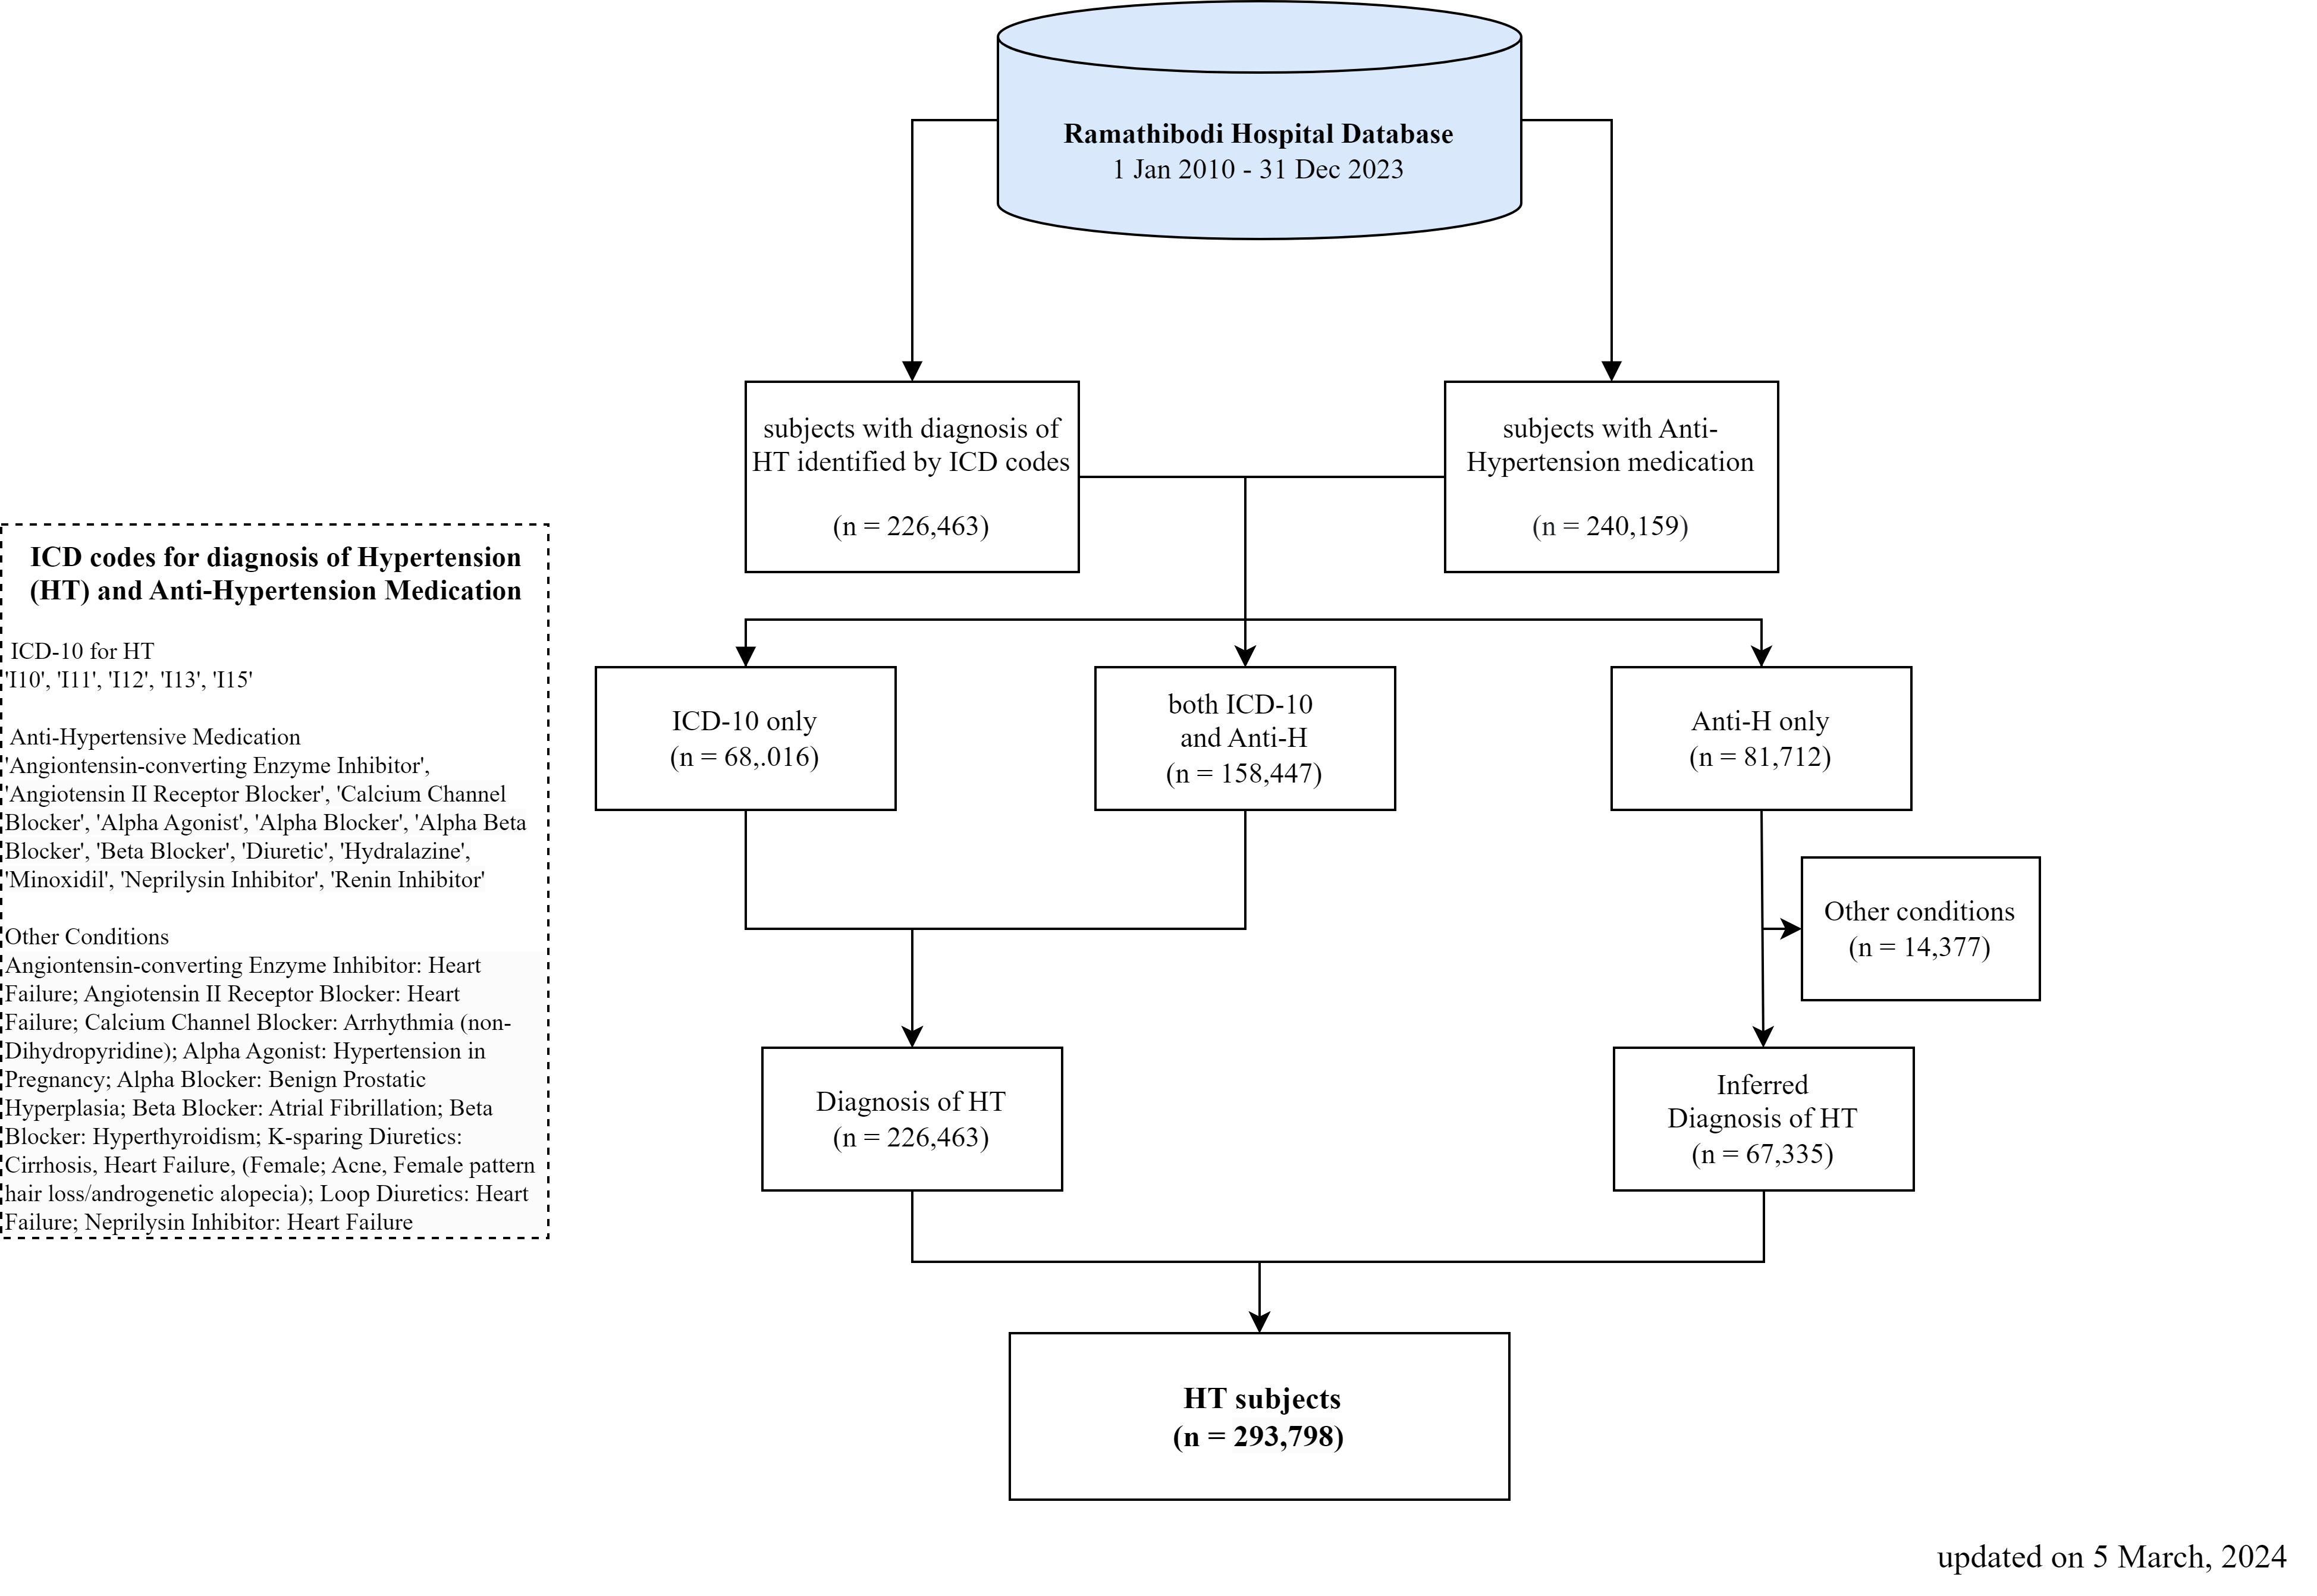 Ramathibodi Hospital Database
1 Jan 2010 - 31 Dec 2023
subjects with diagnosis of
HT identified by ICD codes
(n = 226,463)
subjects with Anti-
Hypertension medication
(n = 240,159)
ICD codes for diagnosis of Hypertension
(HT) and Anti-Hypertension Medication
ICD-10 for HT
'I10', 'I11', 'I12', 'I13', 'I15'
Anti-Hypertensive Medication
'Angiontensin-converting Enzyme Inhibitor',
'Angiotensin II Receptor Blocker', 'Calcium Channel
Blocker', 'Alpha Agonist', 'Alpha Blocker', 'Alpha Beta
Blocker', 'Beta Blocker', 'Diuretic', 'Hydralazine',
'Minoxidil', 'Neprilysin Inhibitor', 'Renin Inhibitor'
Other Conditions
Angiontensin-converting Enzyme Inhibitor: Heart
Failure; Angiotensin II Receptor Blocker: Heart
Failure; Calcium Channel Blocker: Arrhythmia (non-
Dihydropyridine); Alpha Agonist: Hypertension in
Pregnancy; Alpha Blocker: Benign Prostatic
Hyperplasia; Beta Blocker: Atrial Fibrillation; Beta
Blocker: Hyperthyroidism; K-sparing Diuretics:
Cirrhosis, Heart Failure, (Female; Acne, Female pattern
hair loss/androgenetic alopecia); Loop Diuretics: Heart
Failure; Neprilysin Inhibitor: Heart Failure
ICD-10 only
(n = 68,.016)
both ICD-10
and Anti-H
(n = 158,447)
Anti-H only
(n = 81,712)
Other conditions
(n = 14,377)
Diagnosis of HT
(n = 226,463)
Inferred
Diagnosis of HT
(n = 67,335)
HT subjects
(n = 293,798)
updated on 5 March, 2024